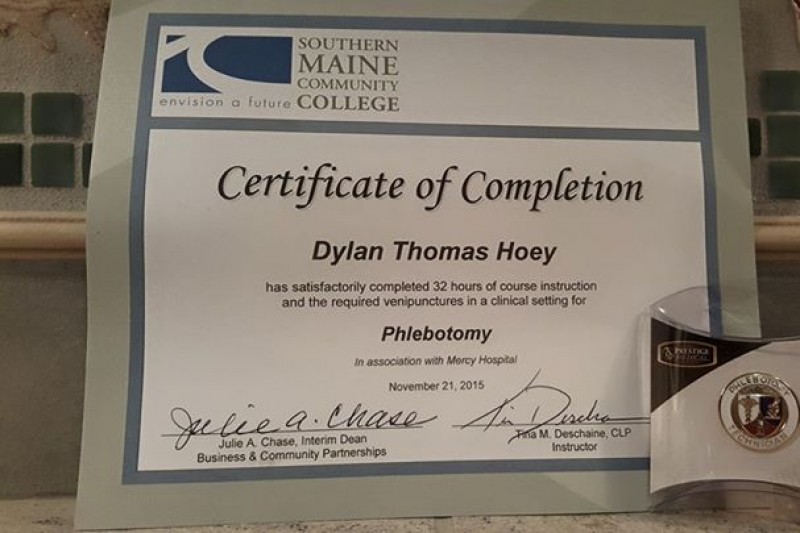 SOUTHERN
MAINE
COMMUNITY
COLLEGE
envision a future
Certificate of Completion
Dylan Thomas Hoey
has satisfactorily completed 32 hours of course instruction
and the required venipunctures in a clinical setting for
Phlebotomy
In association with Mercy Hospital
November 21, 2015
Julie A. Chase
Julie A. Chase, Interim Dean
Business & Community Partnerships
Tina M. Deschaine, CLP
Instructor
PRESTIGE
MEDICAL
PHLEBOTOMY
TECHNICIAN